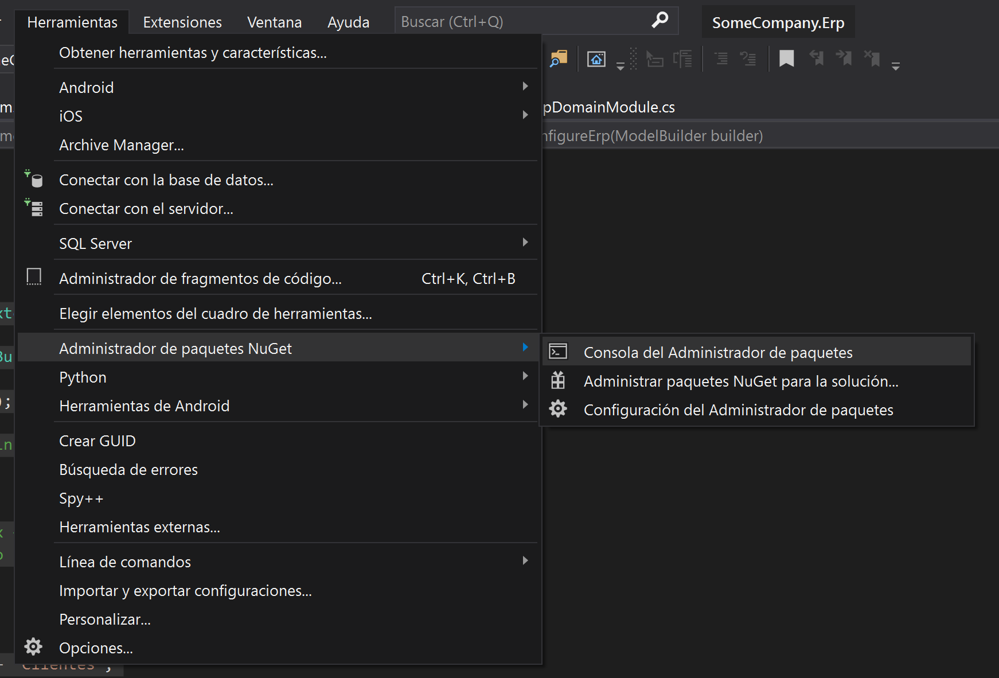 Herramientas Extensiones Ventana Ayuda Buscar (Ctrl+Q) SomeCompany.Erp
Obtener herramientas y características...
Android
iOS
Archive Manager...
Conectar con la base de datos...
Conectar con el servidor...
SQL Server
Administrador de fragmentos de código... Ctrl+K, Ctrl+B
Elegir elementos del cuadro de herramientas...
Administrador de paquetes NuGet
Python
Herramientas de Android
Crear GUID
Búsqueda de errores
Spy++
Herramientas externas...
Línea de comandos
Importar y exportar configuraciones...
Personalizar...
Opciones...
pDomainModule.cs
nfigureErp(ModelBuilder builder)
Consola del Administrador de paquetes
Administrar paquetes NuGet para la solución...
Configuración del Administrador de paquetes
);